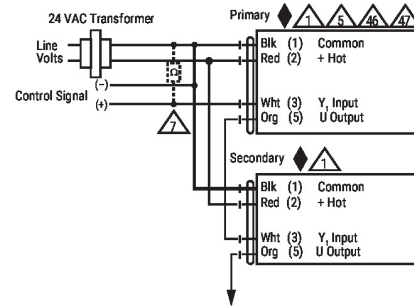 24 VAC Transformer
Line
Volts
(−)
Control Signal (+)
Ω
7
Primary 1 5 46 47
Blk (1) Common
Red (2) + Hot
Wht (3) Y1 Input
Org (5) U Output
Secondary 1
Blk (1) Common
Red (2) + Hot
Wht (3) Y1 Input
Org (5) U Output